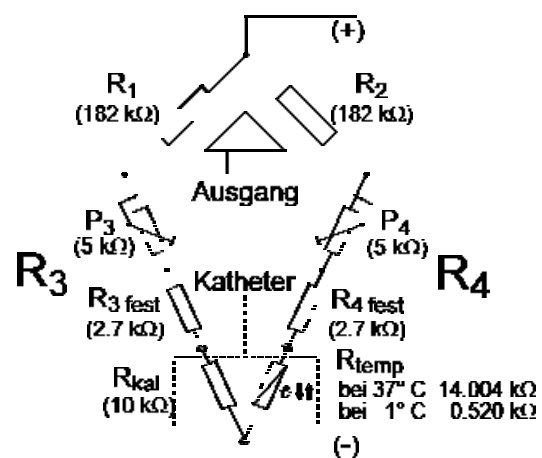 (+)
R1
(182 kΩ)
R2
(182 kΩ)
Ausgang
P3
(5 kΩ)
P4
(5 kΩ)
R3
R4
Katheter
R3 fest
(2.7 kΩ)
R4 fest
(2.7 kΩ)
Rkal
(10 kΩ)
Rtemp
bei 37° C 14.004 kΩ
bei 1° C 0.520 kΩ
(-)